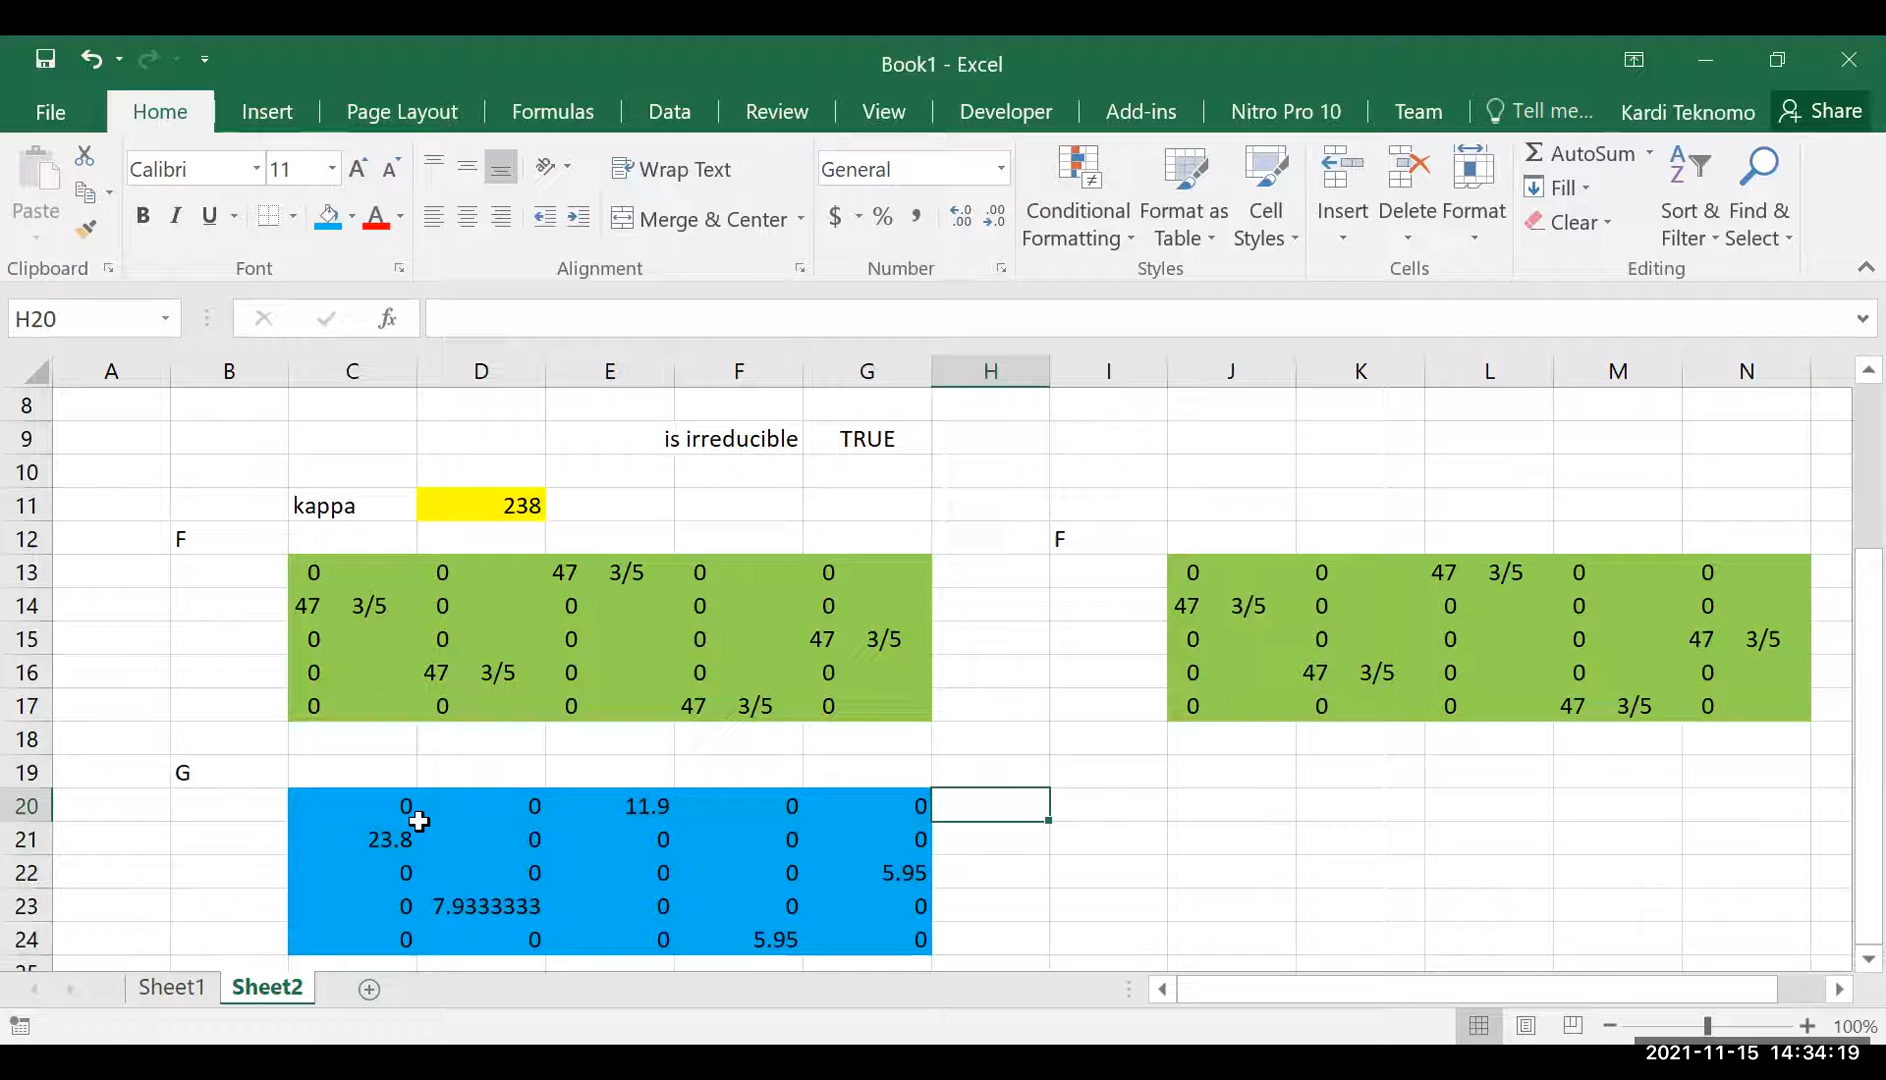 Book1 - Excel
File Home Insert Page Layout Formulas Data Review View Developer Add-ins Nitro Pro 10 Team Tell me... Kardi Teknomo Share
Paste
Calibri 11
B I U A
Wrap Text
Merge & Center
General
$ % ,
Conditional Formatting
Format as Table
Cell Styles
Insert Delete Format
AutoSum
Fill
Clear
Sort & Filter
Find & Select
Clipboard Font Alignment Number Styles Cells Editing
H20 fx
A B C D E F G H I J K L M N
8
9 is irreducible TRUE
10
11 kappa 238
12 F F
13 0 0 47 3/5 0 0 0 0 47 3/5 0 0
14 47 3/5 0 0 0 0 47 3/5 0 0 0 0
15 0 0 0 0 47 3/5 0 0 0 0 47 3/5
16 0 47 3/5 0 0 0 0 47 3/5 0 0 0
17 0 0 0 47 3/5 0 0 0 0 47 3/5 0
18
19 G
20 0 0 11.9 0 0
21 23.8 0 0 0 0
22 0 0 0 0 5.95
23 0 7.9333333 0 0 0
24 0 0 0 5.95 0
25
Sheet1 Sheet2
100%
2021-11-15 14:34:19